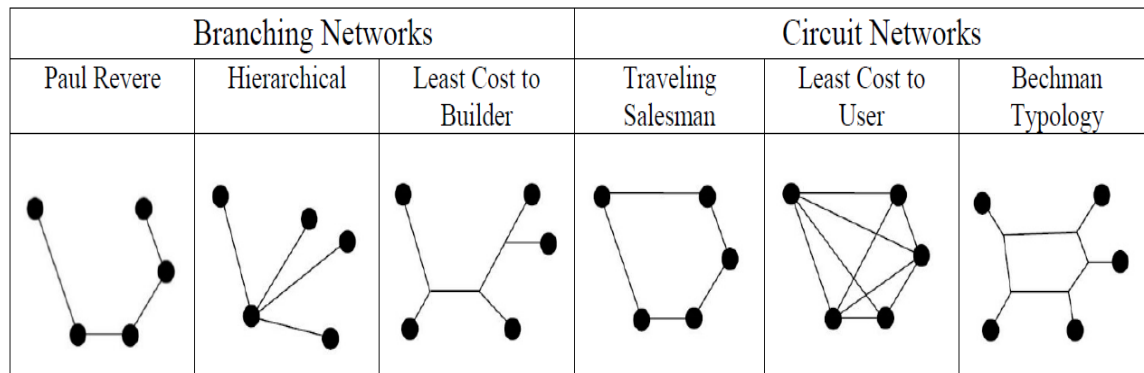 Branching Networks
Circuit Networks
Paul Revere
Hierarchical
Least Cost to
Builder
Traveling
Salesman
Least Cost to
User
Bechman
Typology